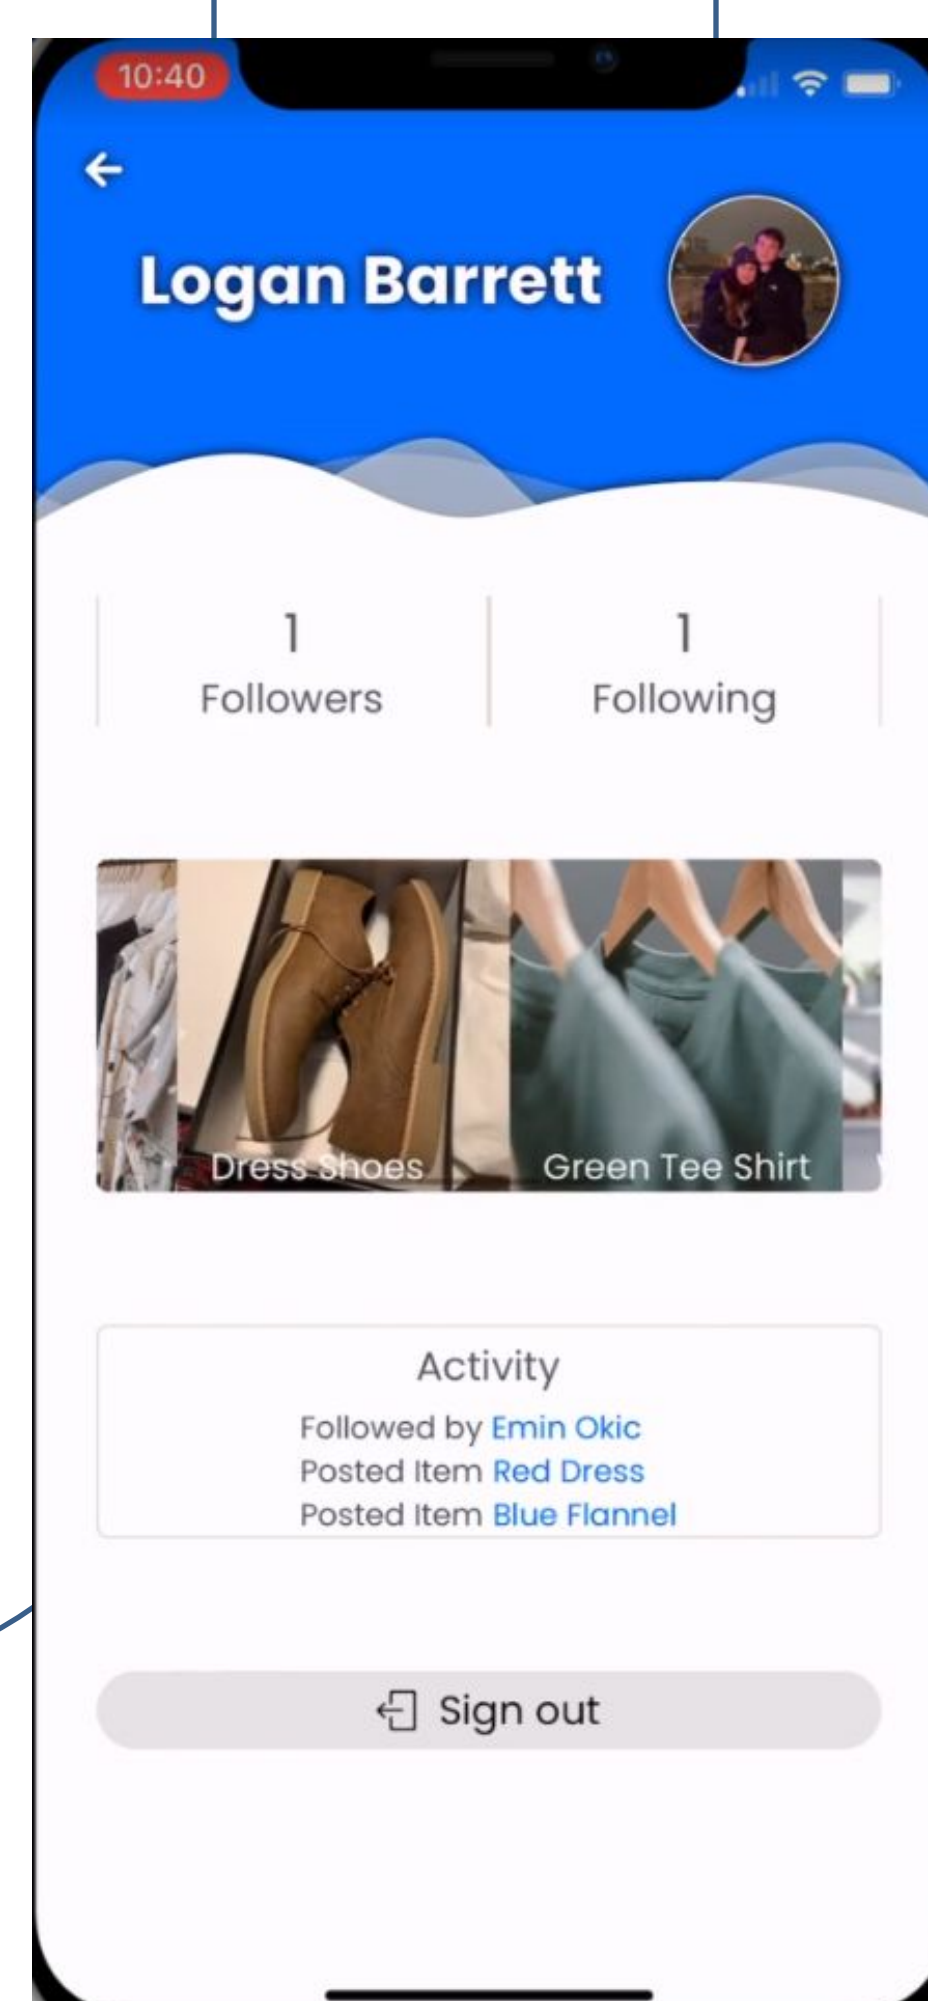 10:40
Logan Barrett
1
Followers
1
Following
Dress Shoes
Green Tee Shirt
Activity
Followed by Emin Okic
Posted Item Red Dress
Posted Item Blue Flannel
Sign out